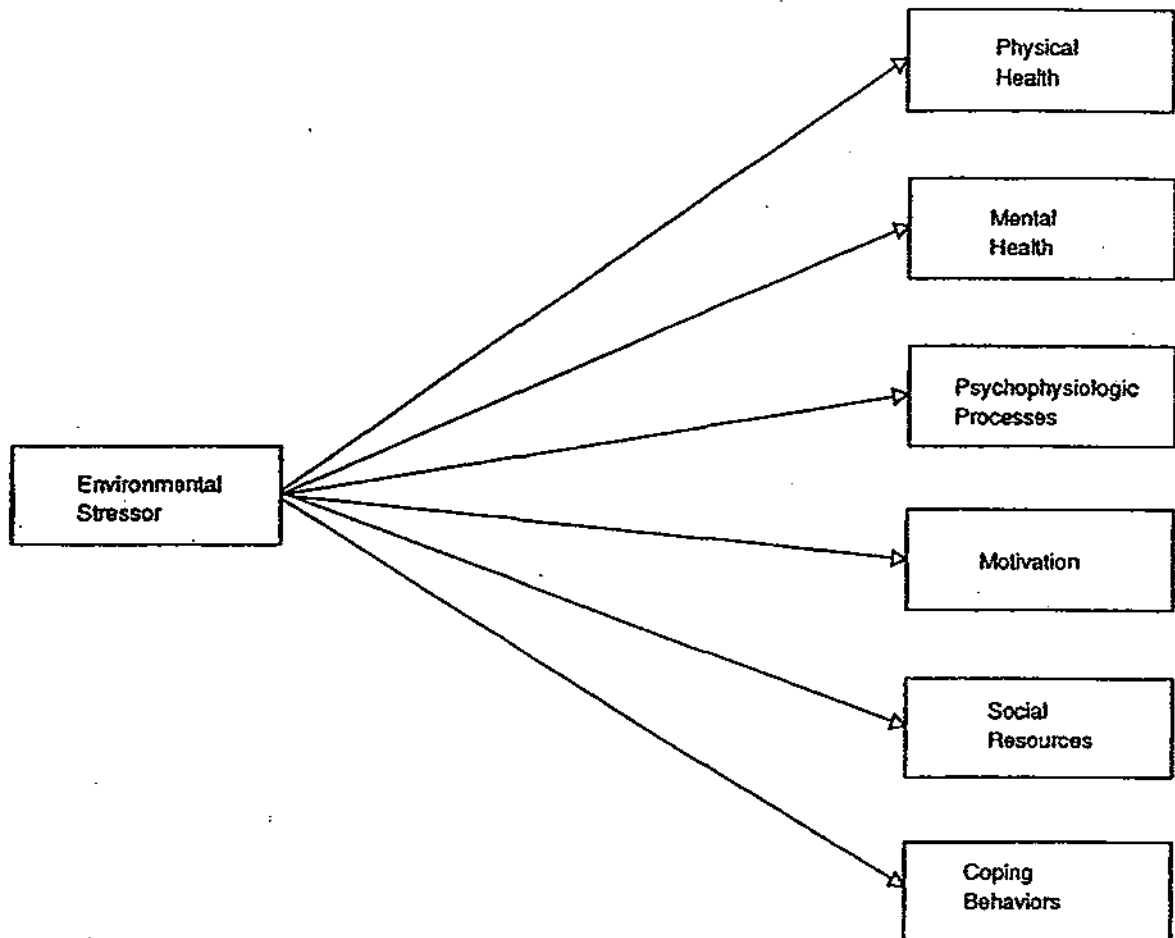 Physical
Health
Mental
Health
Psychophysiologic
Processes
Environmental
Stressor
Motivation
Social
Resources
Coping
Behaviors